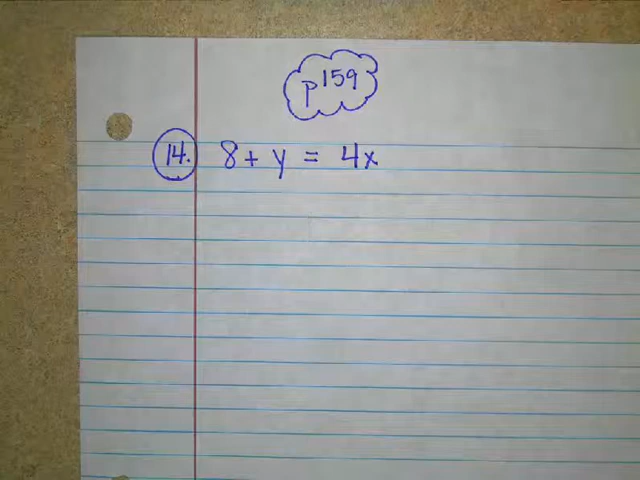 p159
14. 8 + y = 4x